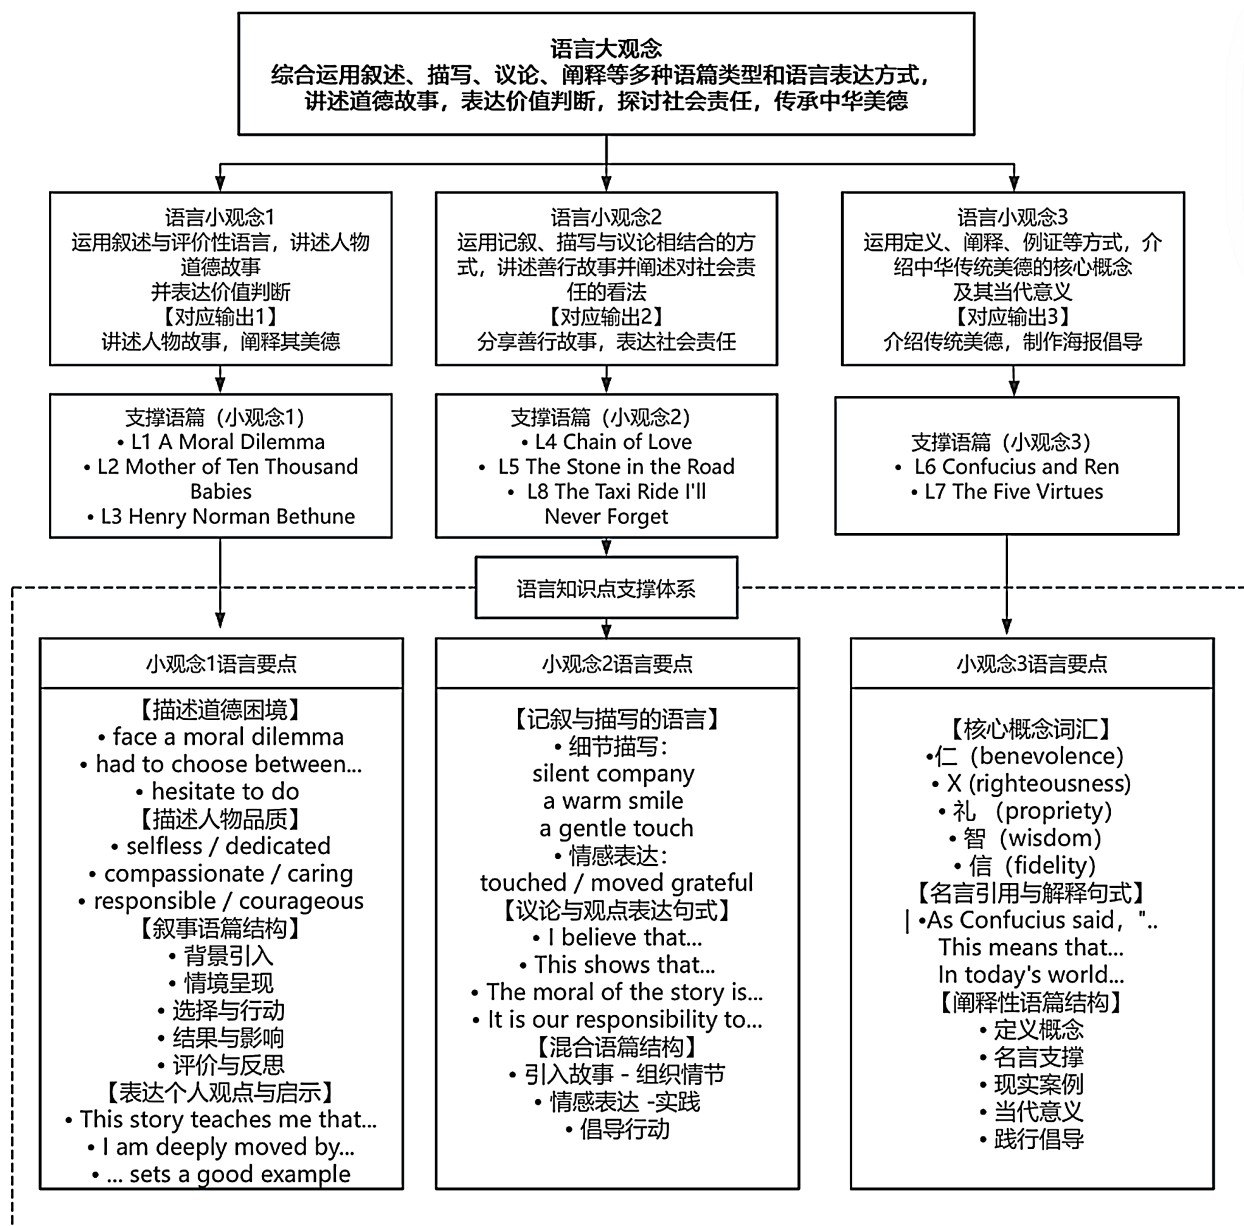 语言大观念
综合运用叙述、描写、议论、阐释等多种语篇类型和语言表达方式，
讲述道德故事，表达价值判断，探讨社会责任，传承中华美德
语言小观念1
运用叙述与评价性语言，讲述人物
道德故事
并表达价值判断
【对应输出1】
讲述人物故事，阐释其美德
语言小观念2
运用记叙、描写与议论相结合的方
式，讲述善行故事并阐述对社会责
任的看法
【对应输出2】
分享善行故事，表达社会责任
语言小观念3
运用定义、阐释、例证等方式，介
绍中华传统美德的核心概念
及其当代意义
【对应输出3】
介绍传统美德，制作海报倡导
支撑语篇（小观念1）
• L1 A Moral Dilemma
• L2 Mother of Ten Thousand
Babies
• L3 Henry Norman Bethune
支撑语篇（小观念2）
• L4 Chain of Love
• L5 The Stone in the Road
• L8 The Taxi Ride I'll
Never Forget
支撑语篇（小观念3）
• L6 Confucius and Ren
• L7 The Five Virtues
语言知识点支撑体系
小观念1语言要点
【描述道德困境】
• face a moral dilemma
• had to choose between...
• hesitate to do
【描述人物品质】
• selfless / dedicated
• compassionate / caring
• responsible / courageous
【叙事语篇结构】
• 背景引入
• 情境呈现
• 选择与行动
• 结果与影响
• 评价与反思
【表达个人观点与启示】
• This story teaches me that...
• I am deeply moved by...
• ... sets a good example
小观念2语言要点
【记叙与描写的语言】
• 细节描写：
silent company
a warm smile
a gentle touch
• 情感表达：
touched / moved grateful
【议论与观点表达句式】
• I believe that...
• This shows that...
• The moral of the story is...
• It is our responsibility to...
【混合语篇结构】
• 引入故事 - 组织情节
• 情感表达 -实践
• 倡导行动
小观念3语言要点
【核心概念词汇】
•仁（benevolence）
• X (righteousness)
• 礼 （propriety)
• 智（wisdom）
• 信（fidelity）
【名言引用与解释句式】
| •As Confucius said，"..
This means that...
In today's world...
【阐释性语篇结构】
• 定义概念
• 名言支撑
• 现实案例
• 当代意义
• 践行倡导